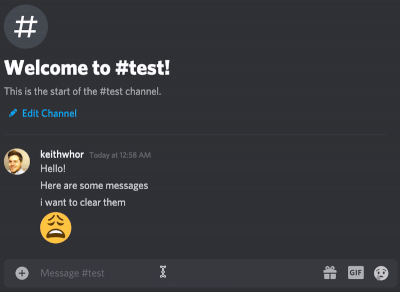 #
Welcome to #test!
This is the start of the #test channel.
Edit Channel
keithwhor Today at 12:58 AM
Hello!
Here are some messages
i want to clear them
Message #test
GIF